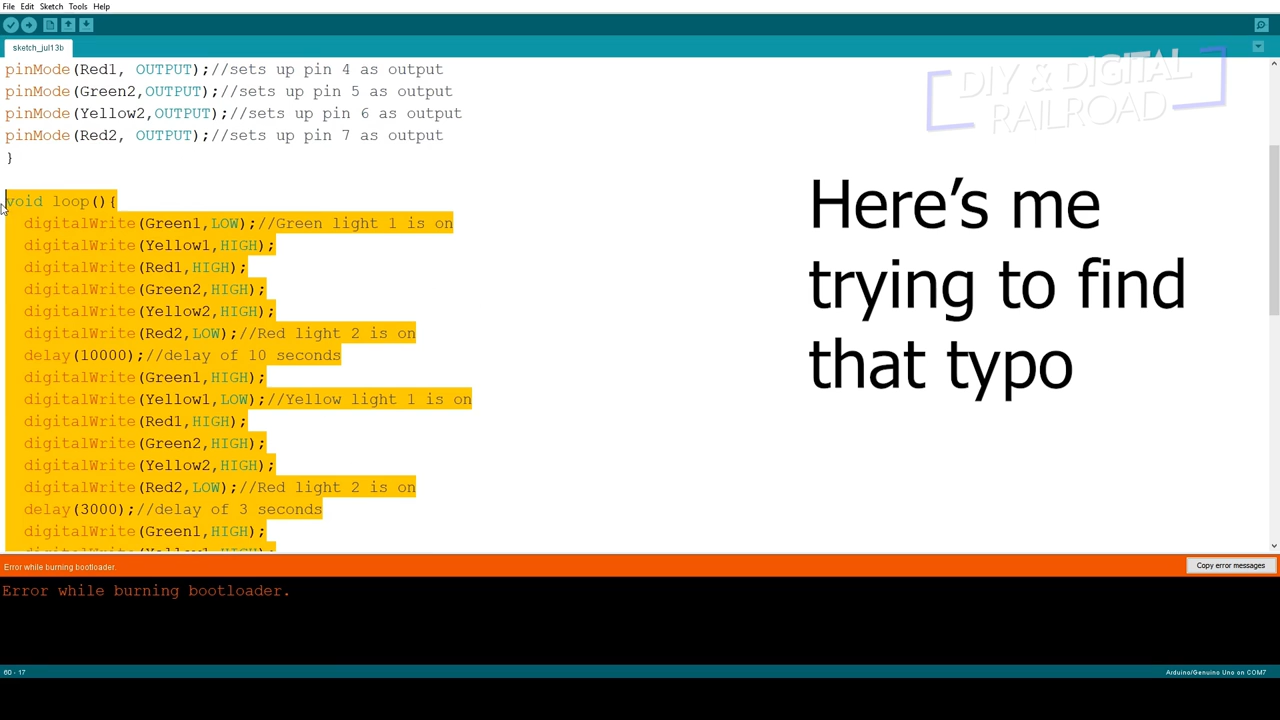 File Edit Sketch Tools Help
sketch_jul13b
pinMode(Red1, OUTPUT);//sets up pin 4 as output
pinMode(Green2,OUTPUT);//sets up pin 5 as output
pinMode(Yellow2,OUTPUT);//sets up pin 6 as output
pinMode(Red2, OUTPUT);//sets up pin 7 as output
}
void loop(){
digitalWrite(Green1,LOW);//Green light 1 is on
digitalWrite(Yellow1,HIGH);
digitalWrite(Red1,HIGH);
digitalWrite(Green2,HIGH);
digitalWrite(Yellow2,HIGH);
digitalWrite(Red2,LOW);//Red light 2 is on
delay(10000);//delay of 10 seconds
digitalWrite(Green1,HIGH);
digitalWrite(Yellow1,LOW);//Yellow light 1 is on
digitalWrite(Red1,HIGH);
digitalWrite(Green2,HIGH);
digitalWrite(Yellow2,HIGH);
digitalWrite(Red2,LOW);//Red light 2 is on
delay(3000);//delay of 3 seconds
digitalWrite(Green1,HIGH);
DIY & DIGITAL
RAILROAD
Here's me
trying to find
that typo
Error while burning bootloader.
Copy error messages
Error while burning bootloader.
60 - 17
Arduino/Genuino Uno on COM7